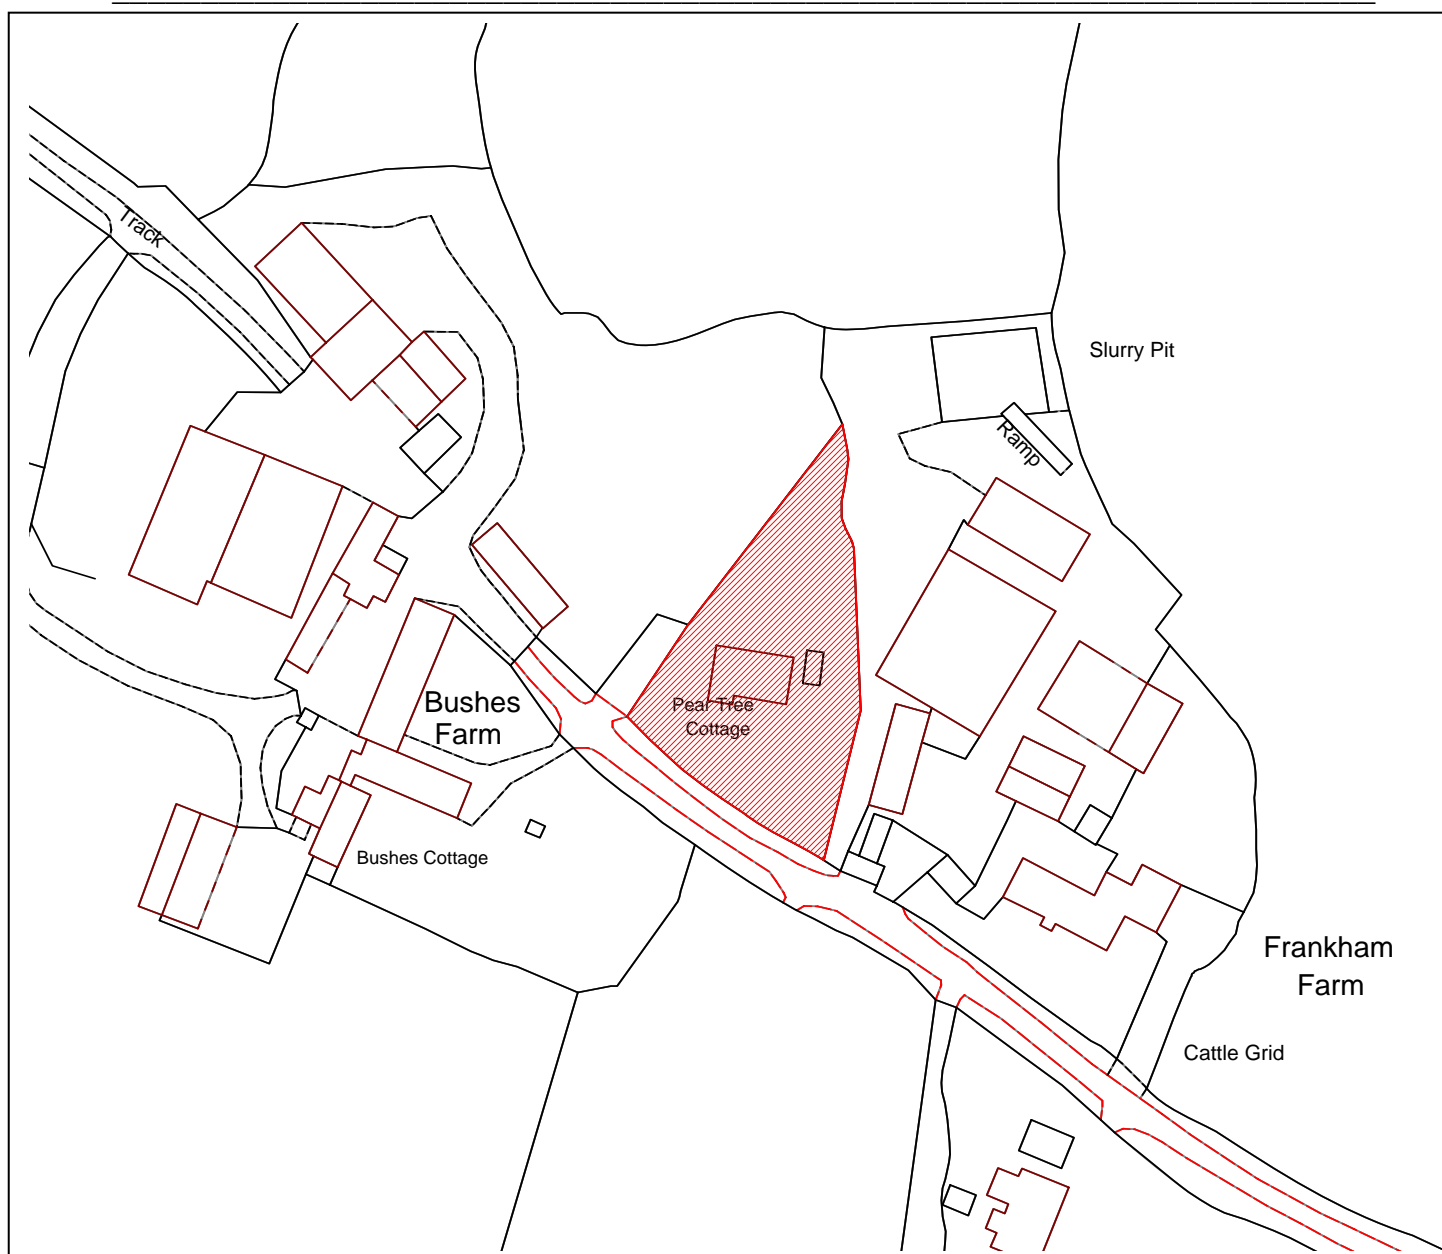 Track
Slurry Pit
Ramp
Bushes
Farm
Pear Tree
Cottage
Bushes Cottage
Frankham
Farm
Cattle Grid